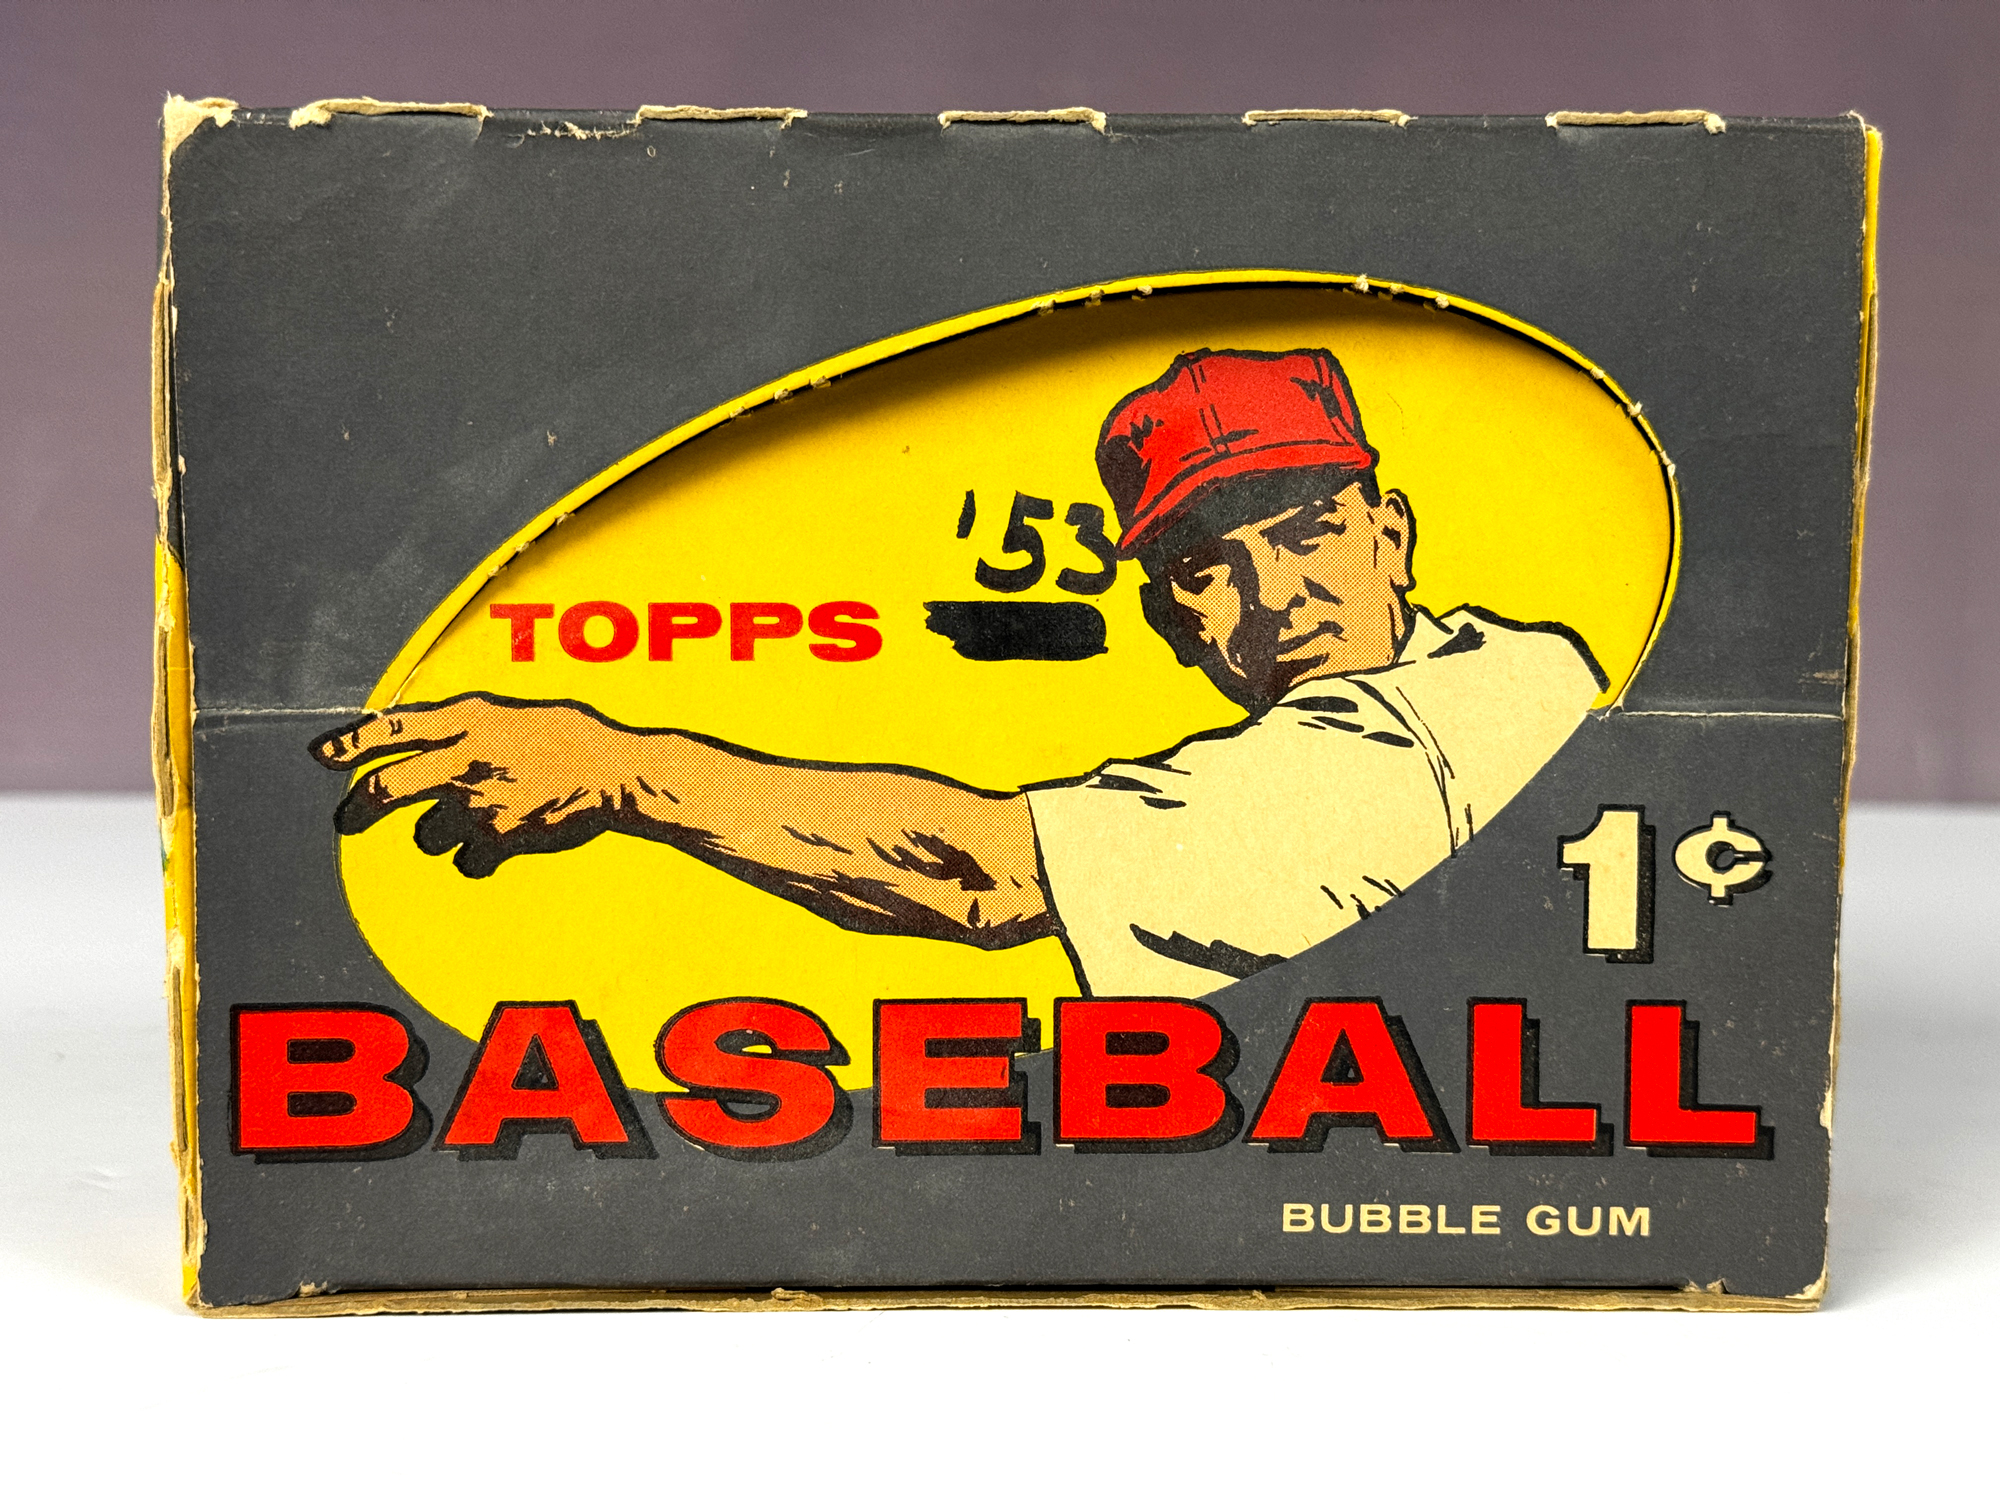 '53
TOPPS
1¢
BASEBALL
BUBBLE GUM